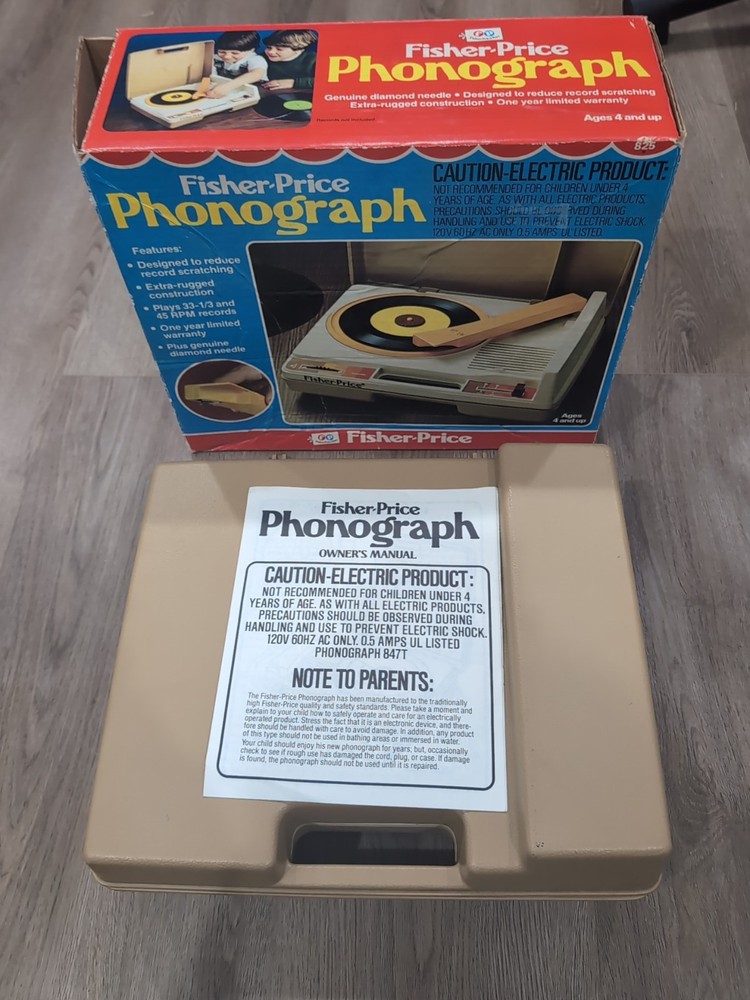 Fisher-Price
Phonograph
Genuine diamond needle • Designed to reduce record scratching
Extra-rugged construction • One year limited warranty
Records not included
Ages 4 and up
825
Fisher-Price
Phonograph
CAUTION-ELECTRIC PRODUCT:
NOT RECOMMENDED FOR CHILDREN UNDER 4
YEARS OF AGE. AS WITH ALL ELECTRIC PRODUCTS,
PRECAUTIONS SHOULD BE OBSERVED DURING
HANDLING AND USE TO PREVENT ELECTRIC SHOCK.
120V 60HZ AC ONLY. 0.5 AMPS UL LISTED
Features:
• Designed to reduce
record scratching
• Extra-rugged
construction
• Plays 33-1/3 and
45 RPM records
• One year limited
warranty
• Plus genuine
diamond needle
Fisher-Price
Ages
4 and up
Fisher-Price
Fisher-Price
Phonograph
OWNER'S MANUAL
CAUTION-ELECTRIC PRODUCT:
NOT RECOMMENDED FOR CHILDREN UNDER 4
YEARS OF AGE. AS WITH ALL ELECTRIC PRODUCTS,
PRECAUTIONS SHOULD BE OBSERVED DURING
HANDLING AND USE TO PREVENT ELECTRIC SHOCK.
120V 60HZ AC ONLY. 0.5 AMPS UL LISTED
PHONOGRAPH 847T
NOTE TO PARENTS:
The Fisher-Price Phonograph has been manufactured to the traditionally
high Fisher-Price quality and safety standards. Please take a moment and
explain to your child how to safely operate and care for an electrically
operated product. Stress the fact that it is an electronic device, and there-
fore should be handled with care to avoid damage. In addition, any product
of this type should not be used in bathing areas or immersed in water.
Your child should enjoy his new phonograph for years; but, occasionally
check to see if rough use has damaged the cord, plug, or case. If damage
is found, the phonograph should not be used until it is repaired.